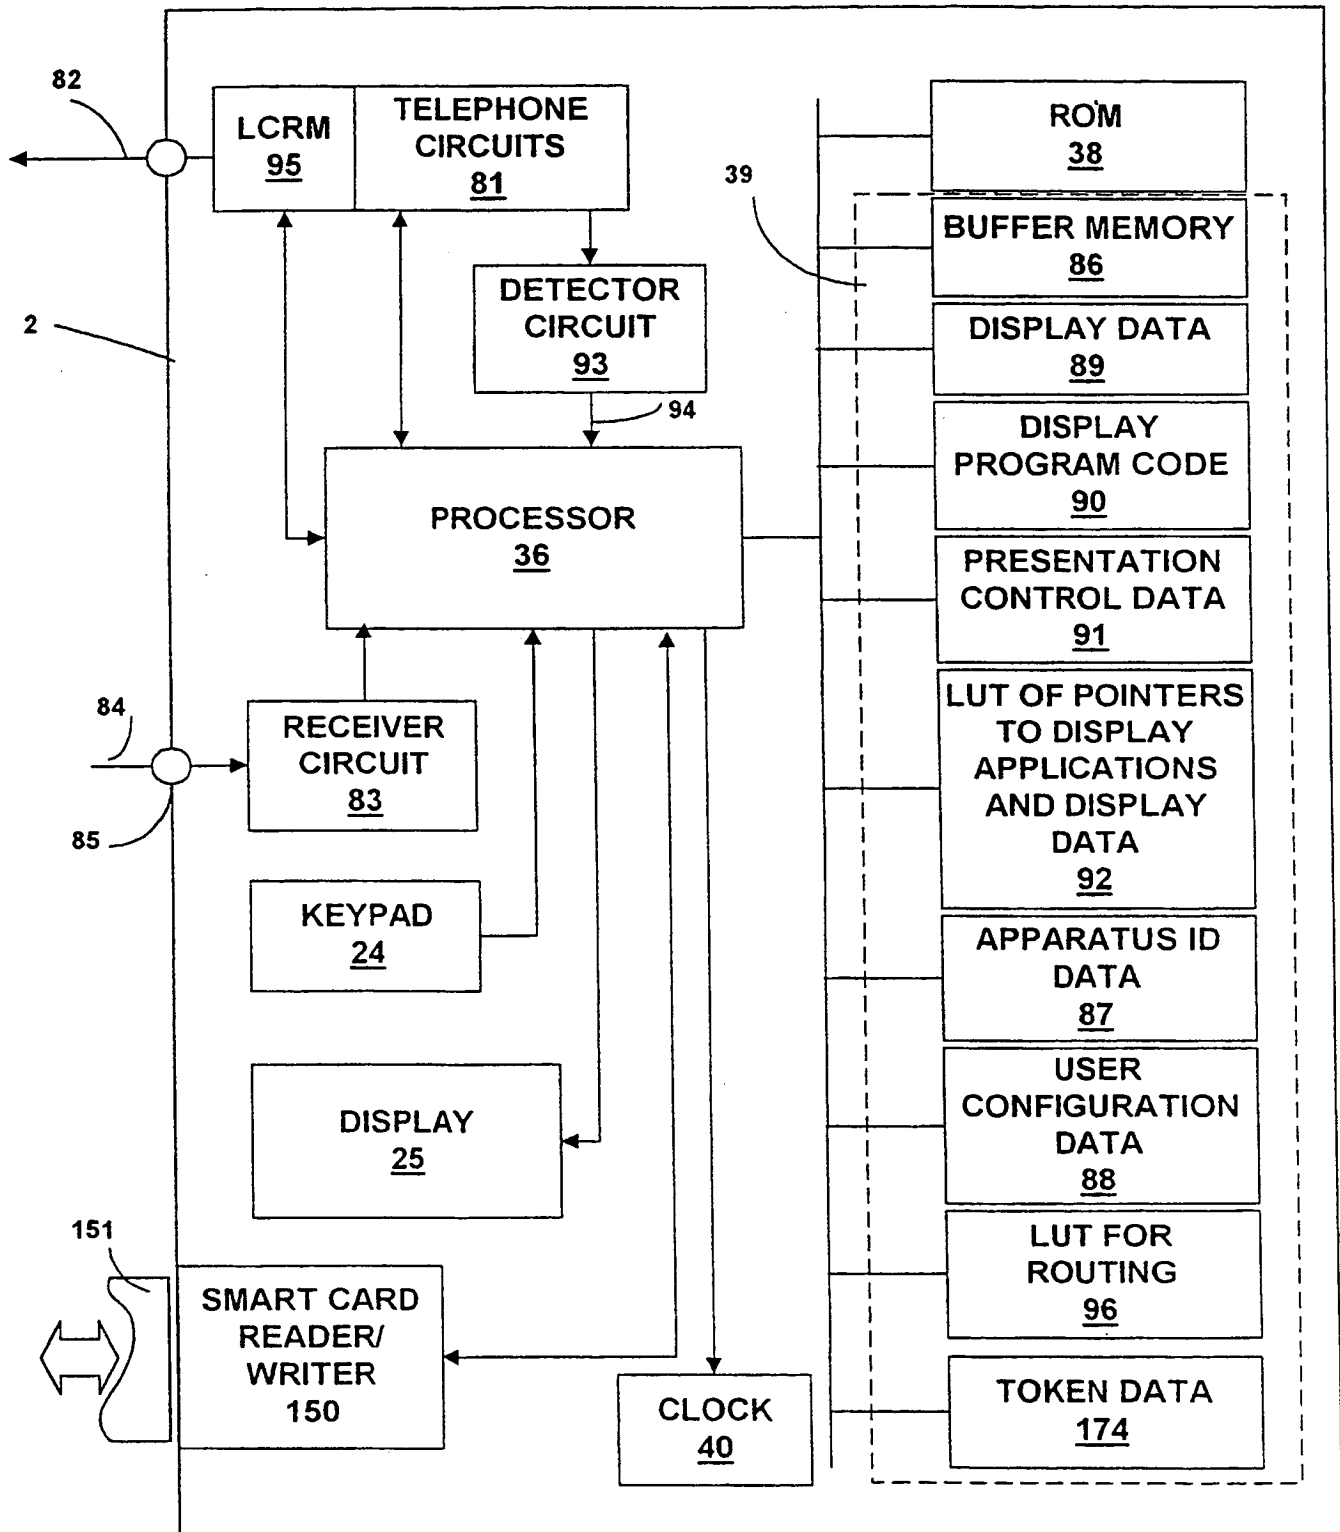 82
LCRM
95
TELEPHONE
CIRCUITS
81
ROM
38
39
BUFFER MEMORY
86
DETECTOR
CIRCUIT
93
2
DISPLAY DATA
89
94
DISPLAY
PROGRAM CODE
90
PROCESSOR
36
PRESENTATION
CONTROL DATA
91
84
RECEIVER
CIRCUIT
83
85
LUT OF POINTERS
TO DISPLAY
APPLICATIONS
AND DISPLAY
DATA
92
KEYPAD
24
APPARATUS ID
DATA
87
DISPLAY
25
USER
CONFIGURATION
DATA
88
151
SMART CARD
READER/
WRITER
150
LUT FOR
ROUTING
96
CLOCK
40
TOKEN DATA
174